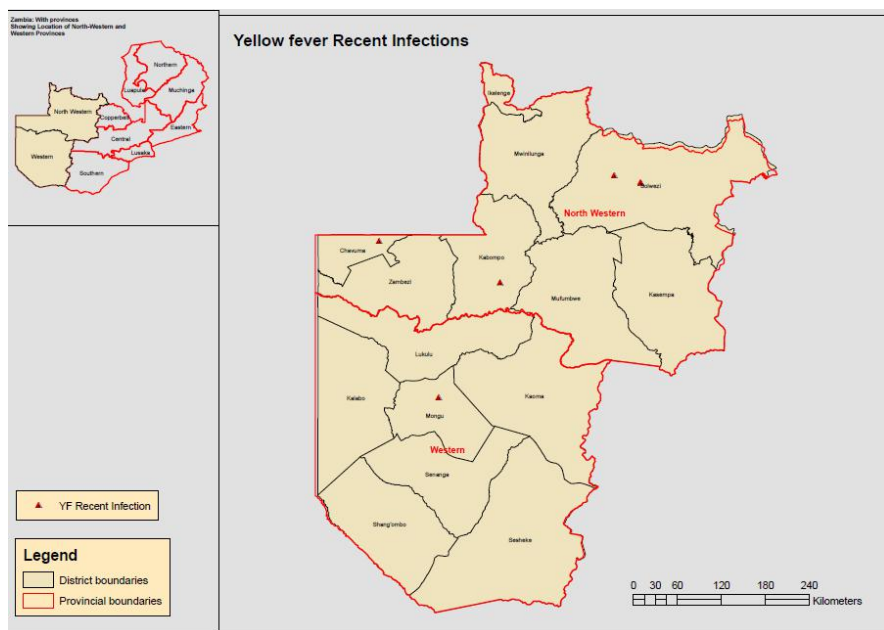 Zambia: With provinces
Showing Location of North-Western and
Western Provinces
Northern
Luapula
Muchinga
North Western
Copperbelt
Eastern
Central
Western
Lusaka
Southern
Yellow fever Recent Infections
Ikelenge
Mwinilunga
Solwezi
North Western
Chavuma
Kabompo
Zambezi
Mufumbwe
Kasempa
Lukulu
Kalabo
Kaoma
Mongu
Western
Senanga
Shang'ombo
Sesheke
YF Recent Infection
Legend
District boundaries
Provincial boundaries
0 30 60 120 180 240
Kilometers